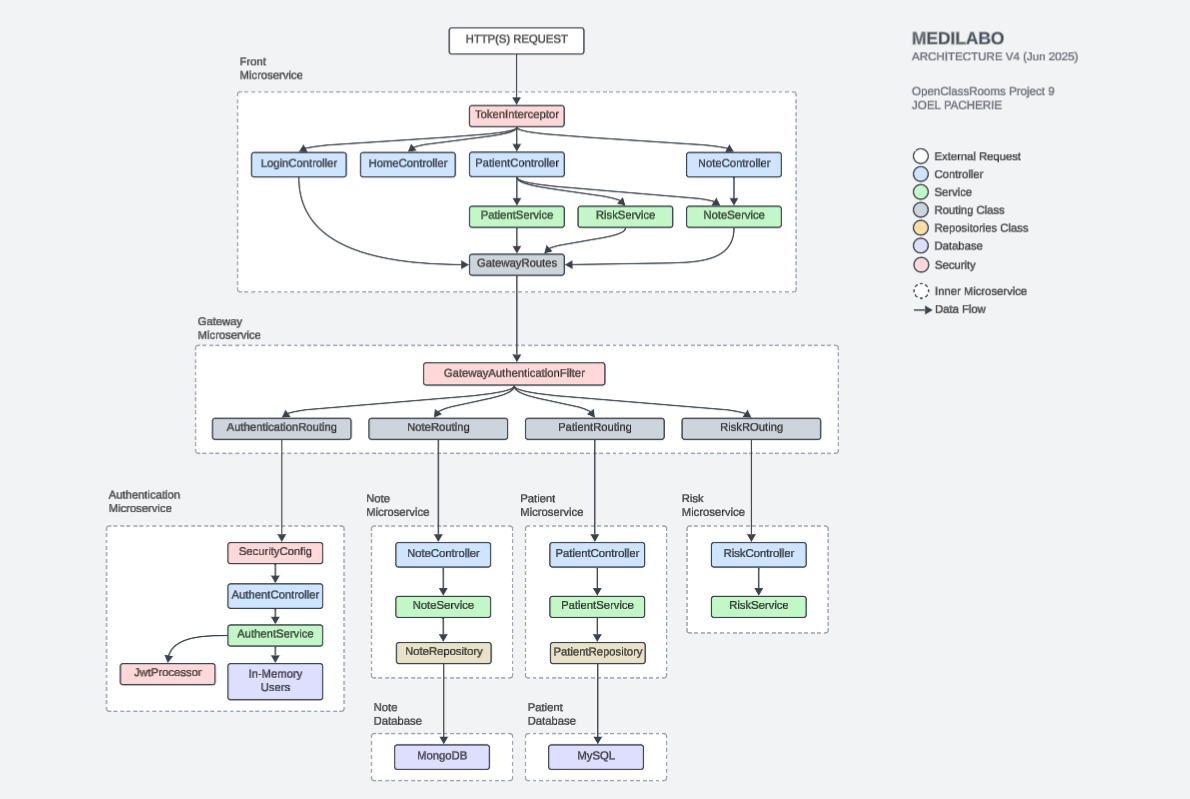 HTTP(S) REQUEST
MEDILABO
ARCHITECTURE V4 (Jun 2025)
OpenClassRooms Project 9
JOEL PACHERIE
External Request
Controller
Service
Routing Class
Repositories Class
Database
Security
Inner Microservice
Data Flow
Front
Microservice
TokenInterceptor
LoginController
HomeController
PatientController
NoteController
PatientService
RiskService
NoteService
GatewayRoutes
Gateway
Microservice
GatewayAuthenticationFilter
AuthenticationRouting
NoteRouting
PatientRouting
RiskROuting
Authentication
Microservice
SecurityConfig
AuthentController
AuthentService
JwtProcessor
In-Memory
Users
Note
Microservice
NoteController
NoteService
NoteRepository
Note
Database
MongoDB
Patient
Microservice
PatientController
PatientService
PatientRepository
Patient
Database
MySQL
Risk
Microservice
RiskController
RiskService